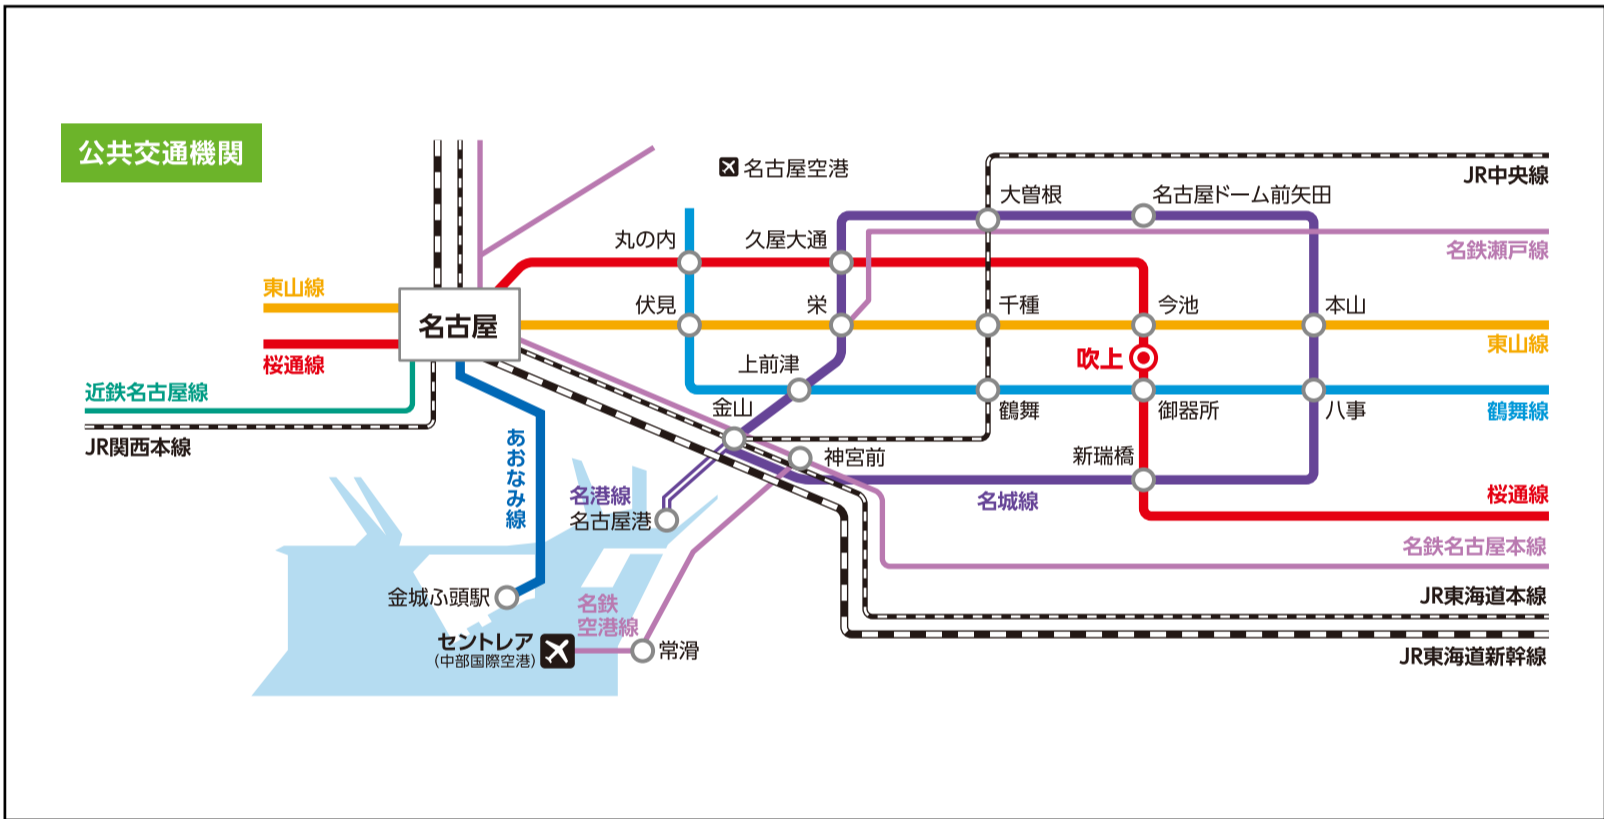 公共交通機関
名古屋空港
JR中央線
大曽根
名古屋ドーム前矢田
丸の内
久屋大通
名鉄瀬戸線
東山線
名古屋
伏見
栄
千種
今池
本山
東山線
桜通線
上前津
吹上
近鉄名古屋線
金山
鶴舞
御器所
八事
鶴舞線
JR関西本線
あおなみ線
神宮前
新瑞橋
名港線
名古屋港
名城線
桜通線
名鉄名古屋本線
金城ふ頭駅
名鉄
空港線
JR東海道本線
セントレア
(中部国際空港)
常滑
JR東海道新幹線